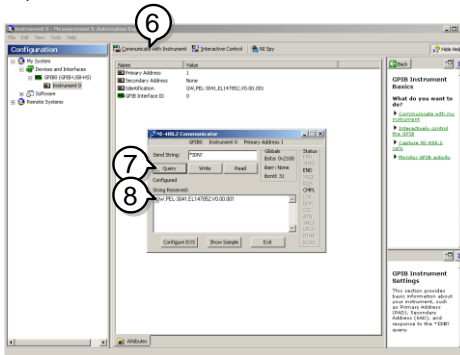 6
Instrument 0 - Measurement & Automation
File Edit View Tools Help
Configuration
Communicate with Instrument
Interactive Control
NI Spy
Hide Help
My System
Devices and Interfaces
GPIB0 (GPIB-USB-HS)
Instrument 0
Software
Remote Systems
Name Value
Primary Address 1
Secondary Address None
Identification GW,PEL-3041,EL147852,V0.00.001
GPIB Interface ID 0
Back
GPIB Instrument
Basics
What do you want to
do?
Communicate with my
instrument
Interactively control
the GPIB
Capture NI-488.2
calls
Monitor GPIB activity
NI-488.2 Communicator
GPIB0 Instrument 0 Primary Address 1
Send String: *IDN?
7
Query Write Read
Configured
8
String Received:
GW,PEL-3041,EL147852,V0.00.001
Globals
ibsta: 0x2100
iberr: None
ibcntl: 31
Status
END
CMPL
Configure EOS Show Sample Exit
GPIB Instrument
Settings
This section provides
basic information about
your instrument, such
as Primary Address
(PAD), Secondary
Address (SAD), and
response to the *IDN?
query.
Attributes